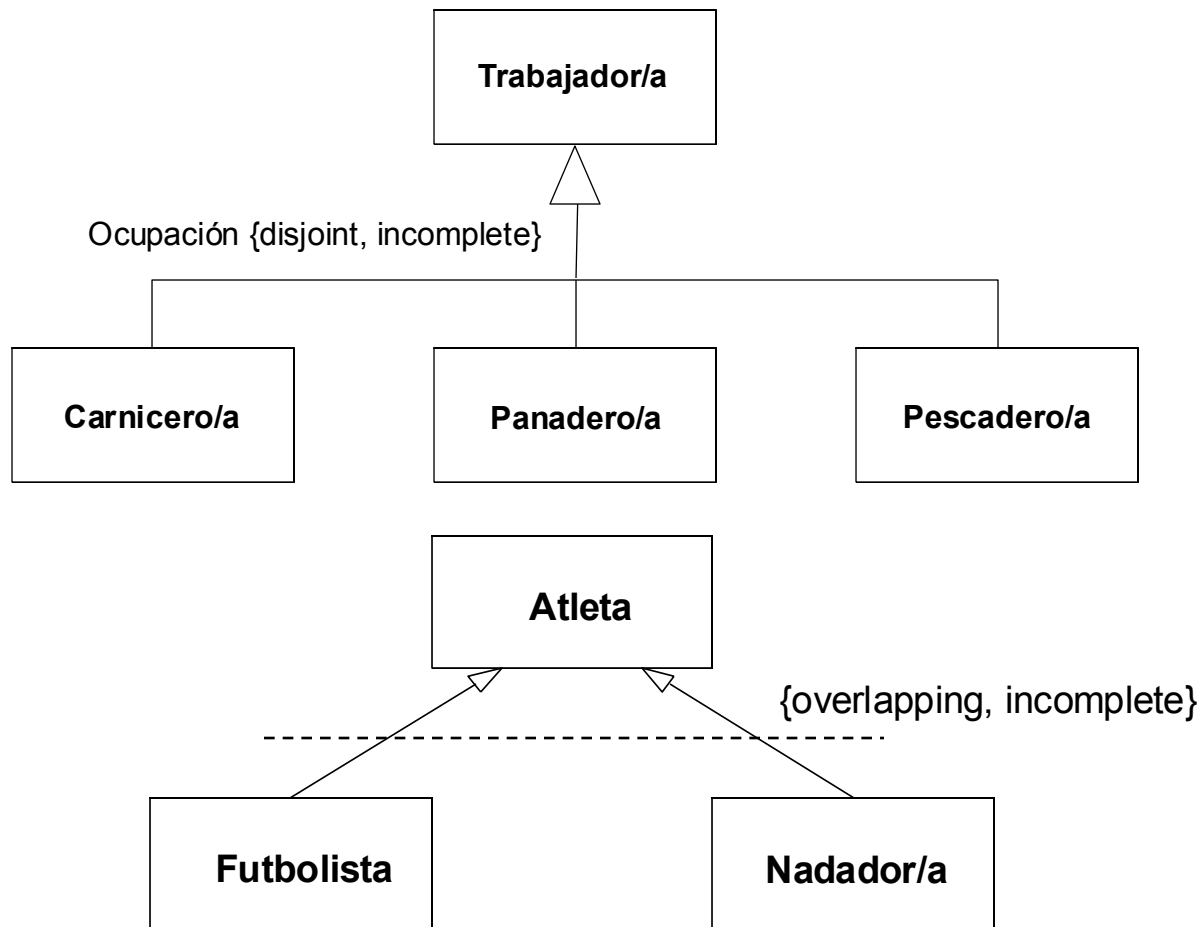 Trabajador/a
Ocupación {disjoint, incomplete}
Carnicero/a
Panadero/a
Pescadero/a
Atleta
{overlapping, incomplete}
Futbolista
Nadador/a